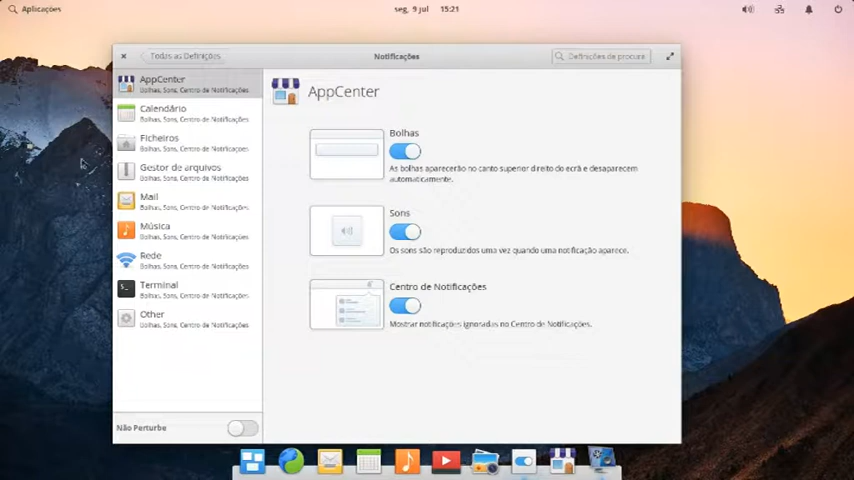 Aplicações
seg, 9 jul 15:21
Todas as Definições
Notificações
Definições de procura
AppCenter
Bolhas, Sons, Centro de Notificações
Calendário
Bolhas, Sons, Centro de Notificações
Ficheiros
Bolhas, Sons, Centro de Notificações
Gestor de arquivos
Bolhas, Sons, Centro de Notificações
Mail
Bolhas, Sons, Centro de Notificações
Música
Bolhas, Sons, Centro de Notificações
Rede
Bolhas, Sons, Centro de Notificações
Terminal
Bolhas, Sons, Centro de Notificações
Other
Bolhas, Sons, Centro de Notificações
Não Perturbe
AppCenter
Bolhas
As bolhas aparecerão no canto superior direito do ecrã e desaparecem
automaticamente.
Sons
Os sons são reproduzidos uma vez quando uma notificação aparece.
Centro de Notificações
Mostrar notificações ignoradas no Centro de Notificações.